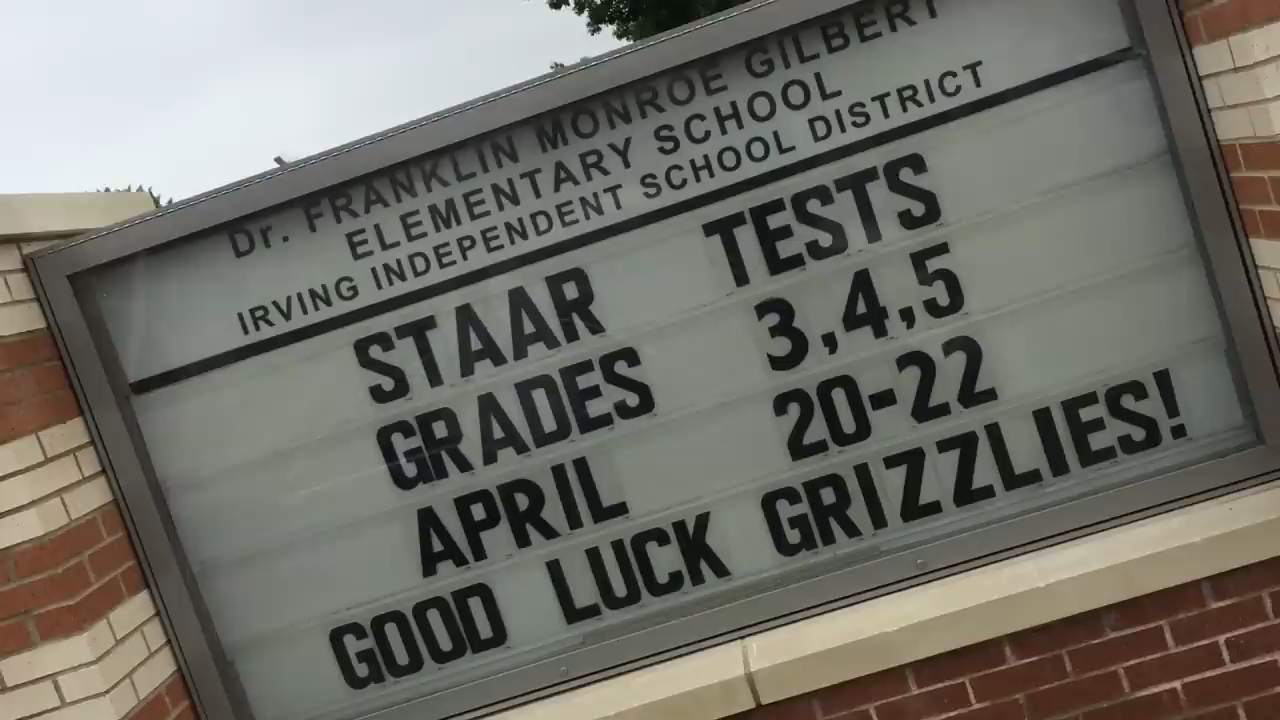 Dr. FRANKLIN MONROE GILBERT
ELEMENTARY SCHOOL
IRVING INDEPENDENT SCHOOL DISTRICT
STAAR TESTS
GRADES 3,4,5
APRIL 20-22
GOOD LUCK GRIZZLIES!